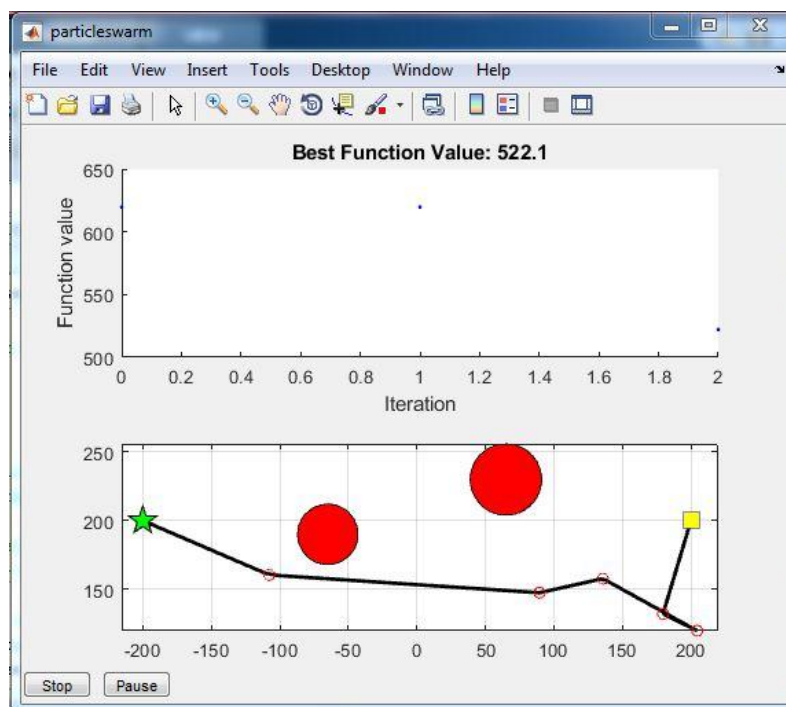 particleswarm
File Edit View Insert Tools Desktop Window Help
Best Function Value: 522.1
Function value
650
600
550
500
0 0.2 0.4 0.6 0.8 1 1.2 1.4 1.6 1.8 2
Iteration
250
200
150
-200 -150 -100 -50 0 50 100 150 200
Stop Pause